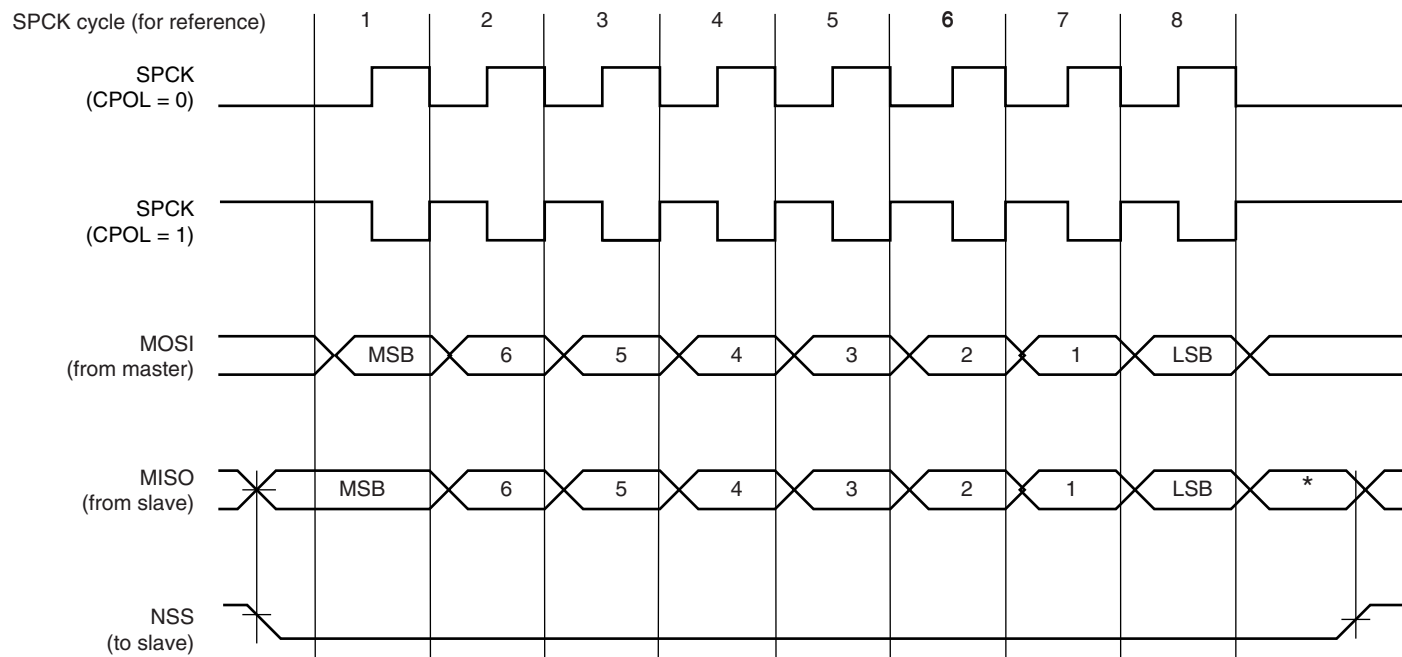 SPCK cycle (for reference) 1 2 3 4 5 6 7 8
SPCK
(CPOL = 0)
SPCK
(CPOL = 1)
MOSI
(from master)
MSB 6 5 4 3 2 1 LSB
MISO
(from slave)
MSB 6 5 4 3 2 1 LSB *
NSS
(to slave)